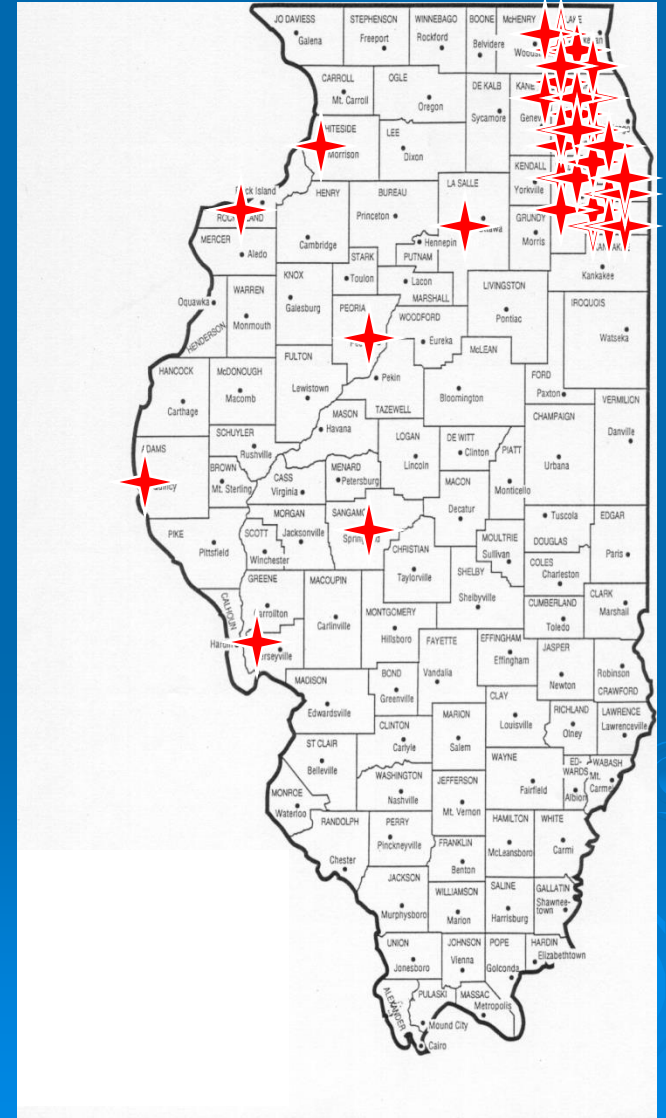 JO DAVIESS
Galena
STEPHENSON
Freeport
WINNEBAGO
Rockford
BOONE
Belvidere
McHENRY
CARROLL
Mt. Carroll
OGLE
Oregon
DE KALB
Sycamore
Morrison
LEE
Dixon
KENDALL
Yorkville
LA SALLE
HENRY
Cambridge
BUREAU
Princeton
Hennepin
PUTNAM
GRUNDY
Morris
Kankakee
MERCER
Aledo
STARK
Toulon
Lacon
MARSHALL
KNOX
Galesburg
PEORIA
LIVINGSTON
Pontiac
IROQUOIS
Watseka
Oquawka
HENDERSON
WARREN
Monmouth
WOODFORD
Eureka
McLEAN
Bloomington
FULTON
Lewistown
Pekin
TAZEWELL
FORD
Paxton
HANCOCK
Carthage
McDONOUGH
Macomb
MASON
Havana
VERMILION
Danville
CHAMPAIGN
Urbana
SCHUYLER
Rushville
LOGAN
Lincoln
DE WITT
Clinton
PIATT
Monticello
BROWN
Mt. Sterling
CASS
Virginia
MENARD
Petersburg
MACON
Decatur
PIKE
Pittsfield
SCOTT
Winchester
MORGAN
Jacksonville
CHRISTIAN
Taylorville
MOULTRIE
Sullivan
Tuscola
DOUGLAS
EDGAR
Paris
COLES
Charleston
SHELBY
Shelbyville
CALHOUN
GREENE
MACOUPIN
Carlinville
MONTGOMERY
Hillsboro
CUMBERLAND
Toledo
CLARK
Marshall
FAYETTE
Vandalia
EFFINGHAM
Effingham
JASPER
Newton
Robinson
CRAWFORD
MADISON
Edwardsville
BOND
Greenville
CLAY
Louisville
RICHLAND
Olney
LAWRENCE
Lawrenceville
CLINTON
Carlyle
MARION
Salem
ST CLAIR
Belleville
WASHINGTON
Nashville
JEFFERSON
Mt. Vernon
WAYNE
Fairfield
ED-
WARDS
Albion
WABASH
Mt.
Carmel
MONROE
Waterloo
RANDOLPH
Chester
PERRY
Pinckneyville
FRANKLIN
Benton
HAMILTON
McLeansboro
WHITE
Carmi
JACKSON
Murphysboro
WILLIAMSON
Marion
SALINE
Harrisburg
GALLATIN
Shawnee-
town
UNION
Jonesboro
JOHNSON
Vienna
POPE
Golconda
HARDIN
Elizabethtown
ALEXANDER
PULASKI
Mound City
MASSAC
Metropolis
Cairo